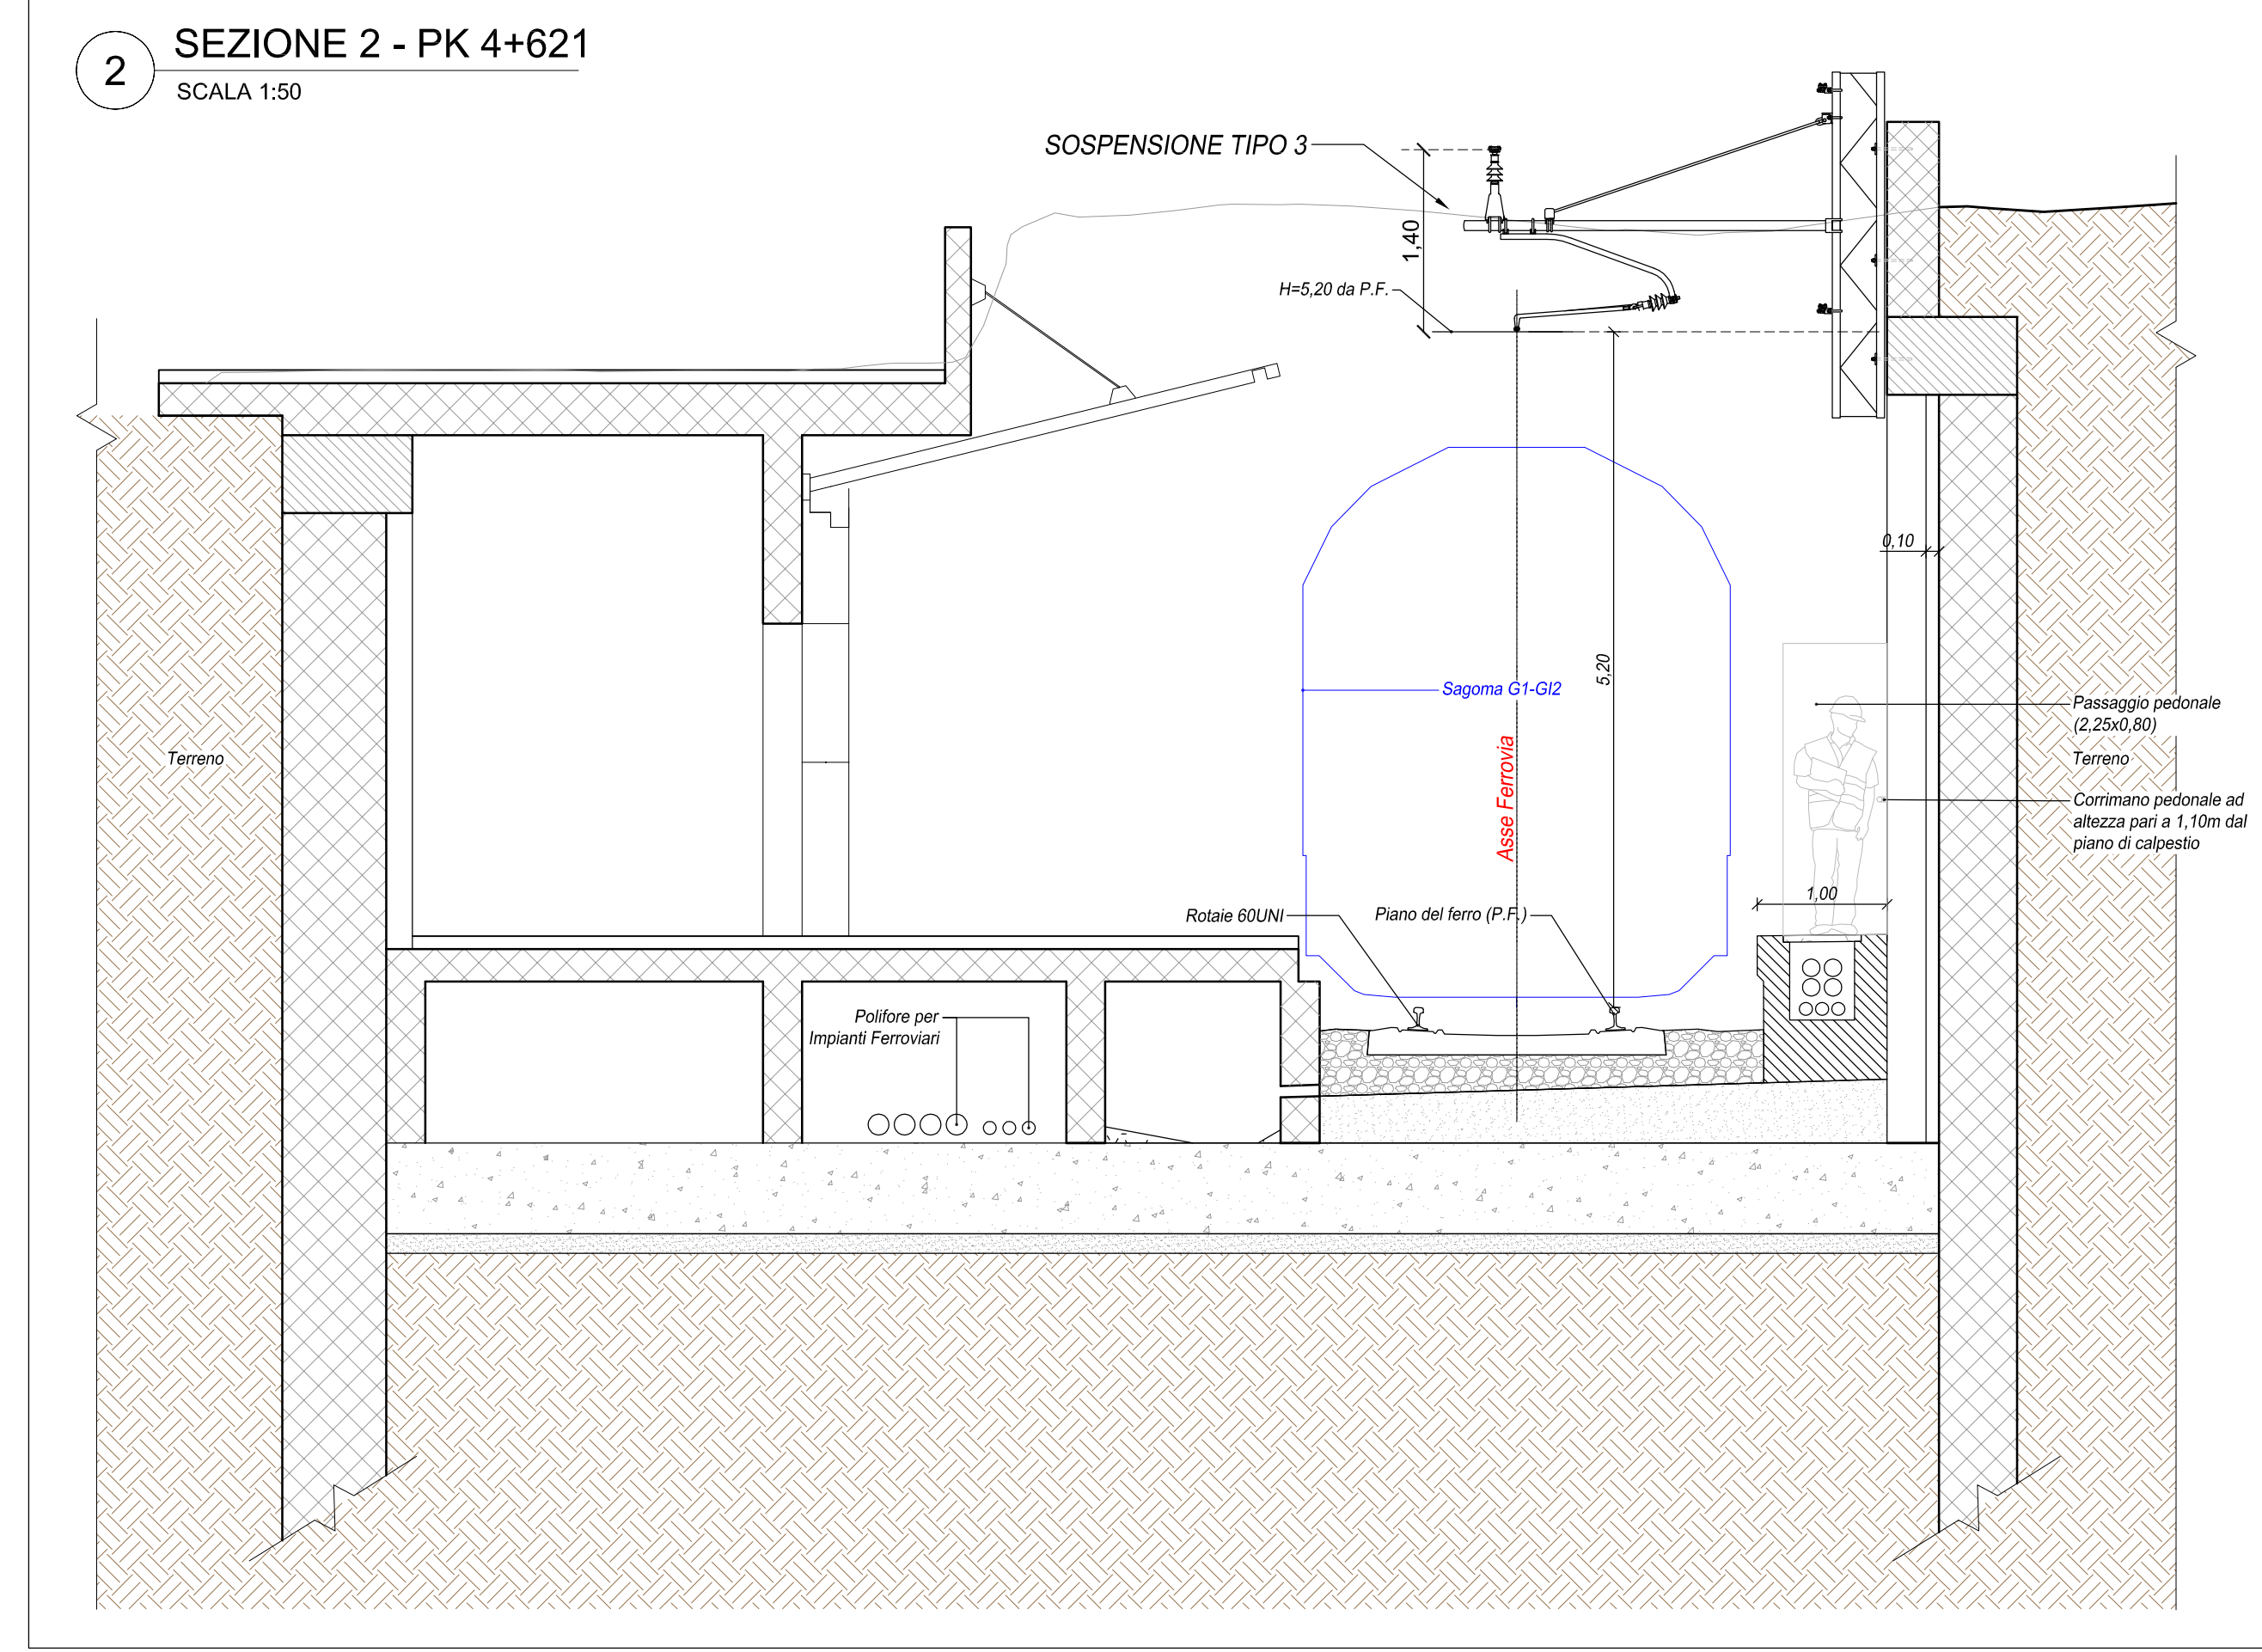 2
SEZIONE 2 - PK 4+621
SCALA 1:50
SOSPENSIONE TIPO 3
1,40
H=5,20 da P.F.
0,10
5,20
Sagoma G1-GI2
Asse Ferrovia
Passaggio pedonale
(2,25x0,80)
Terreno
Terreno
Corrimano pedonale ad
altezza pari a 1,10m dal
piano di calpestio
1,00
Rotaie 60UNI
Piano del ferro (P.F.)
Polifore per
Impianti Ferroviari